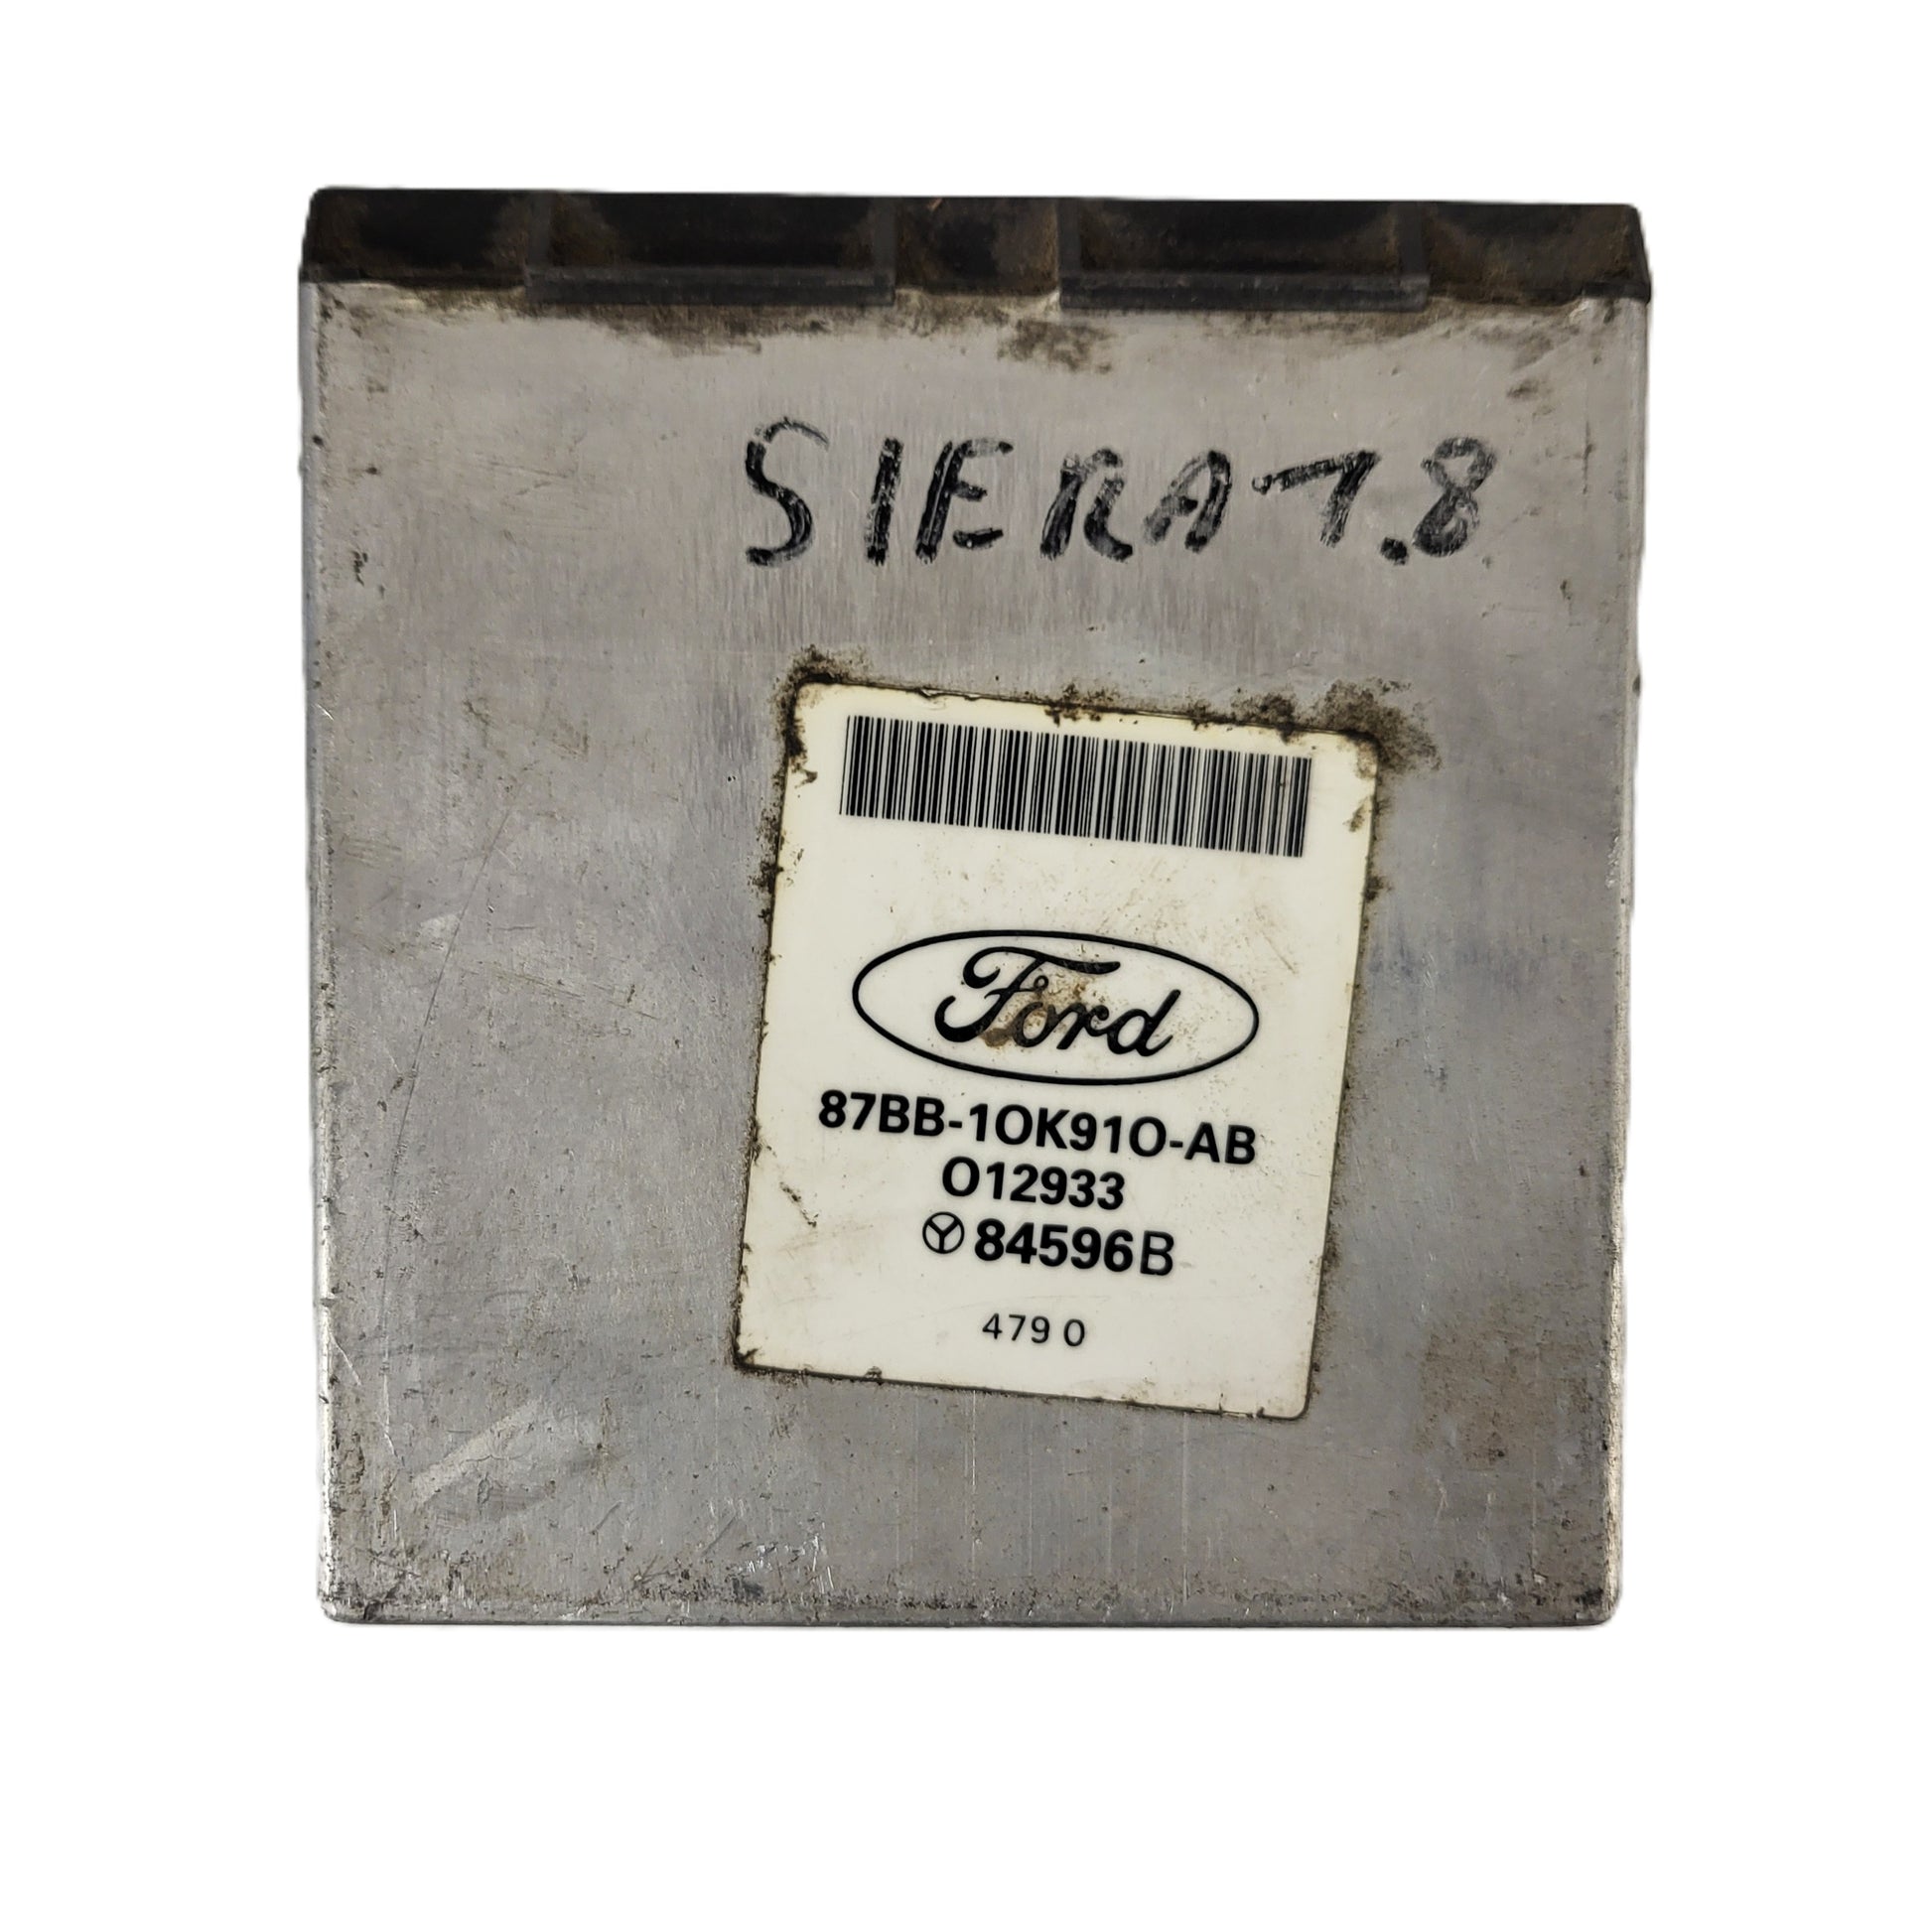 SIERA 1.8
Ford
87BB-10K910-AB
012933
84596B
479 0